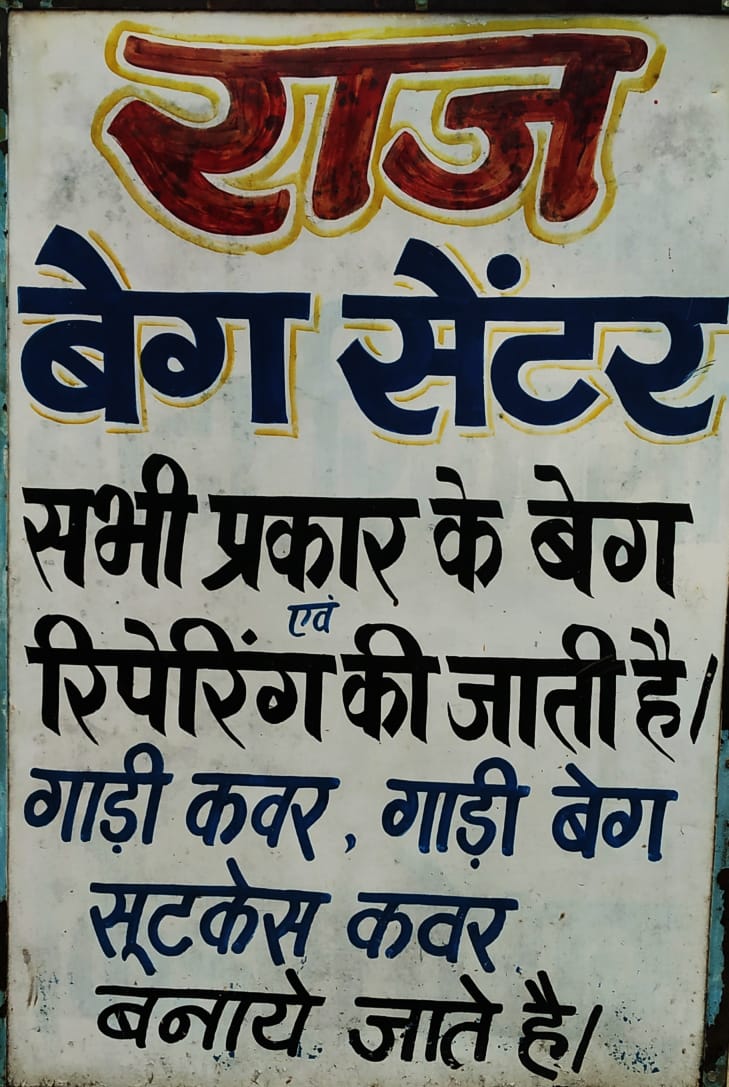 राज
बेग सेंटर
सभी प्रकार के बेग
एवं
रिपेरिंग की जाती है।
गाड़ी कवर, गाड़ी बेग
सूटकेस कवर
बनाये जाते है।